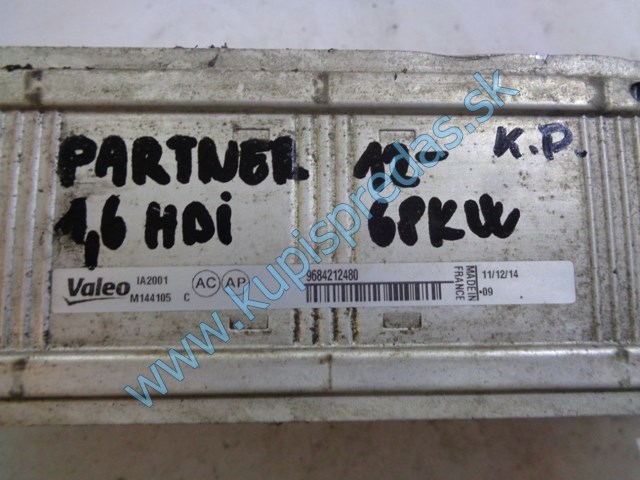 PARTNER 12- K.D.
1,6 HDi 68KW
Valeo IA2001 AC AP 9684212480 MADE IN FRANCE 11/12/14
M144105 C -09
www.kupispredas.sk